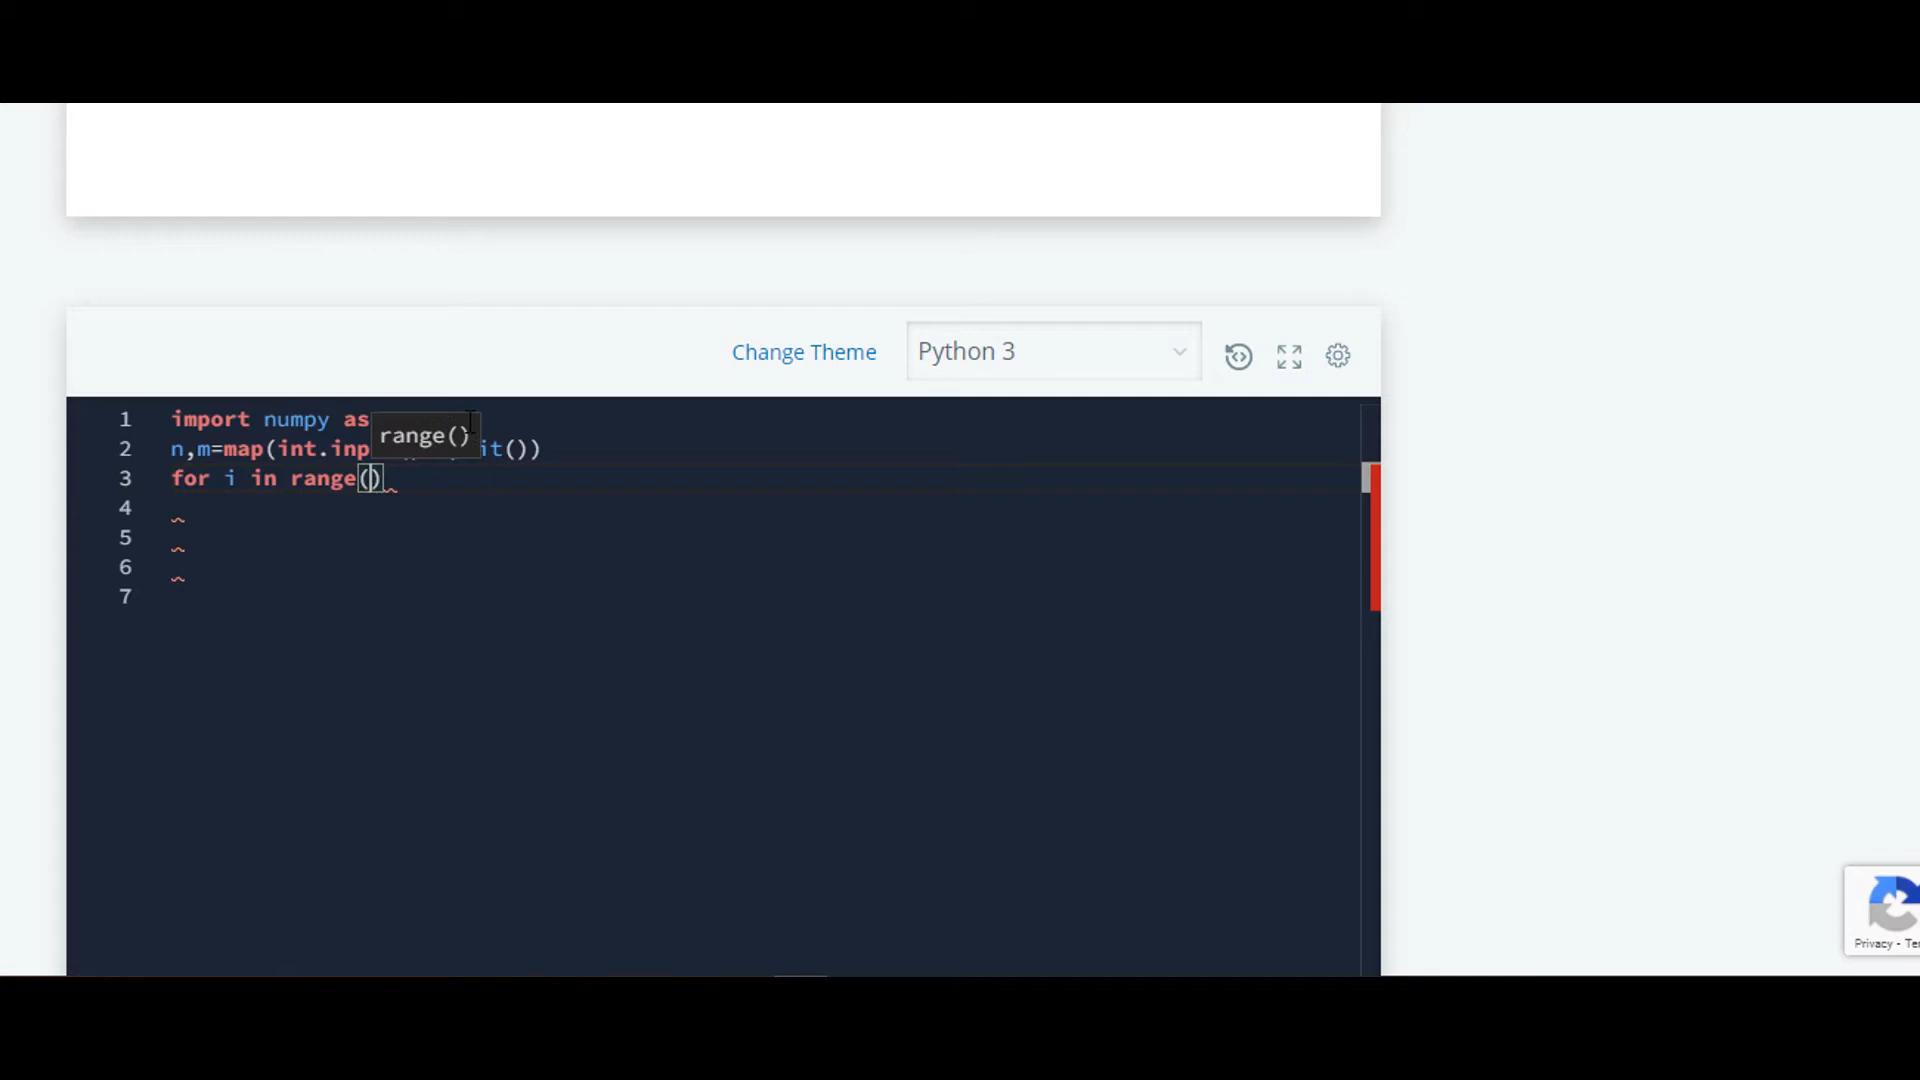 Change Theme Python 3
1 import numpy as
range()
2 n,m=map(int.inp it())
3 for i in range()
4
5
6
7
Privacy - Ter